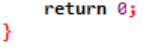 return 0;
}